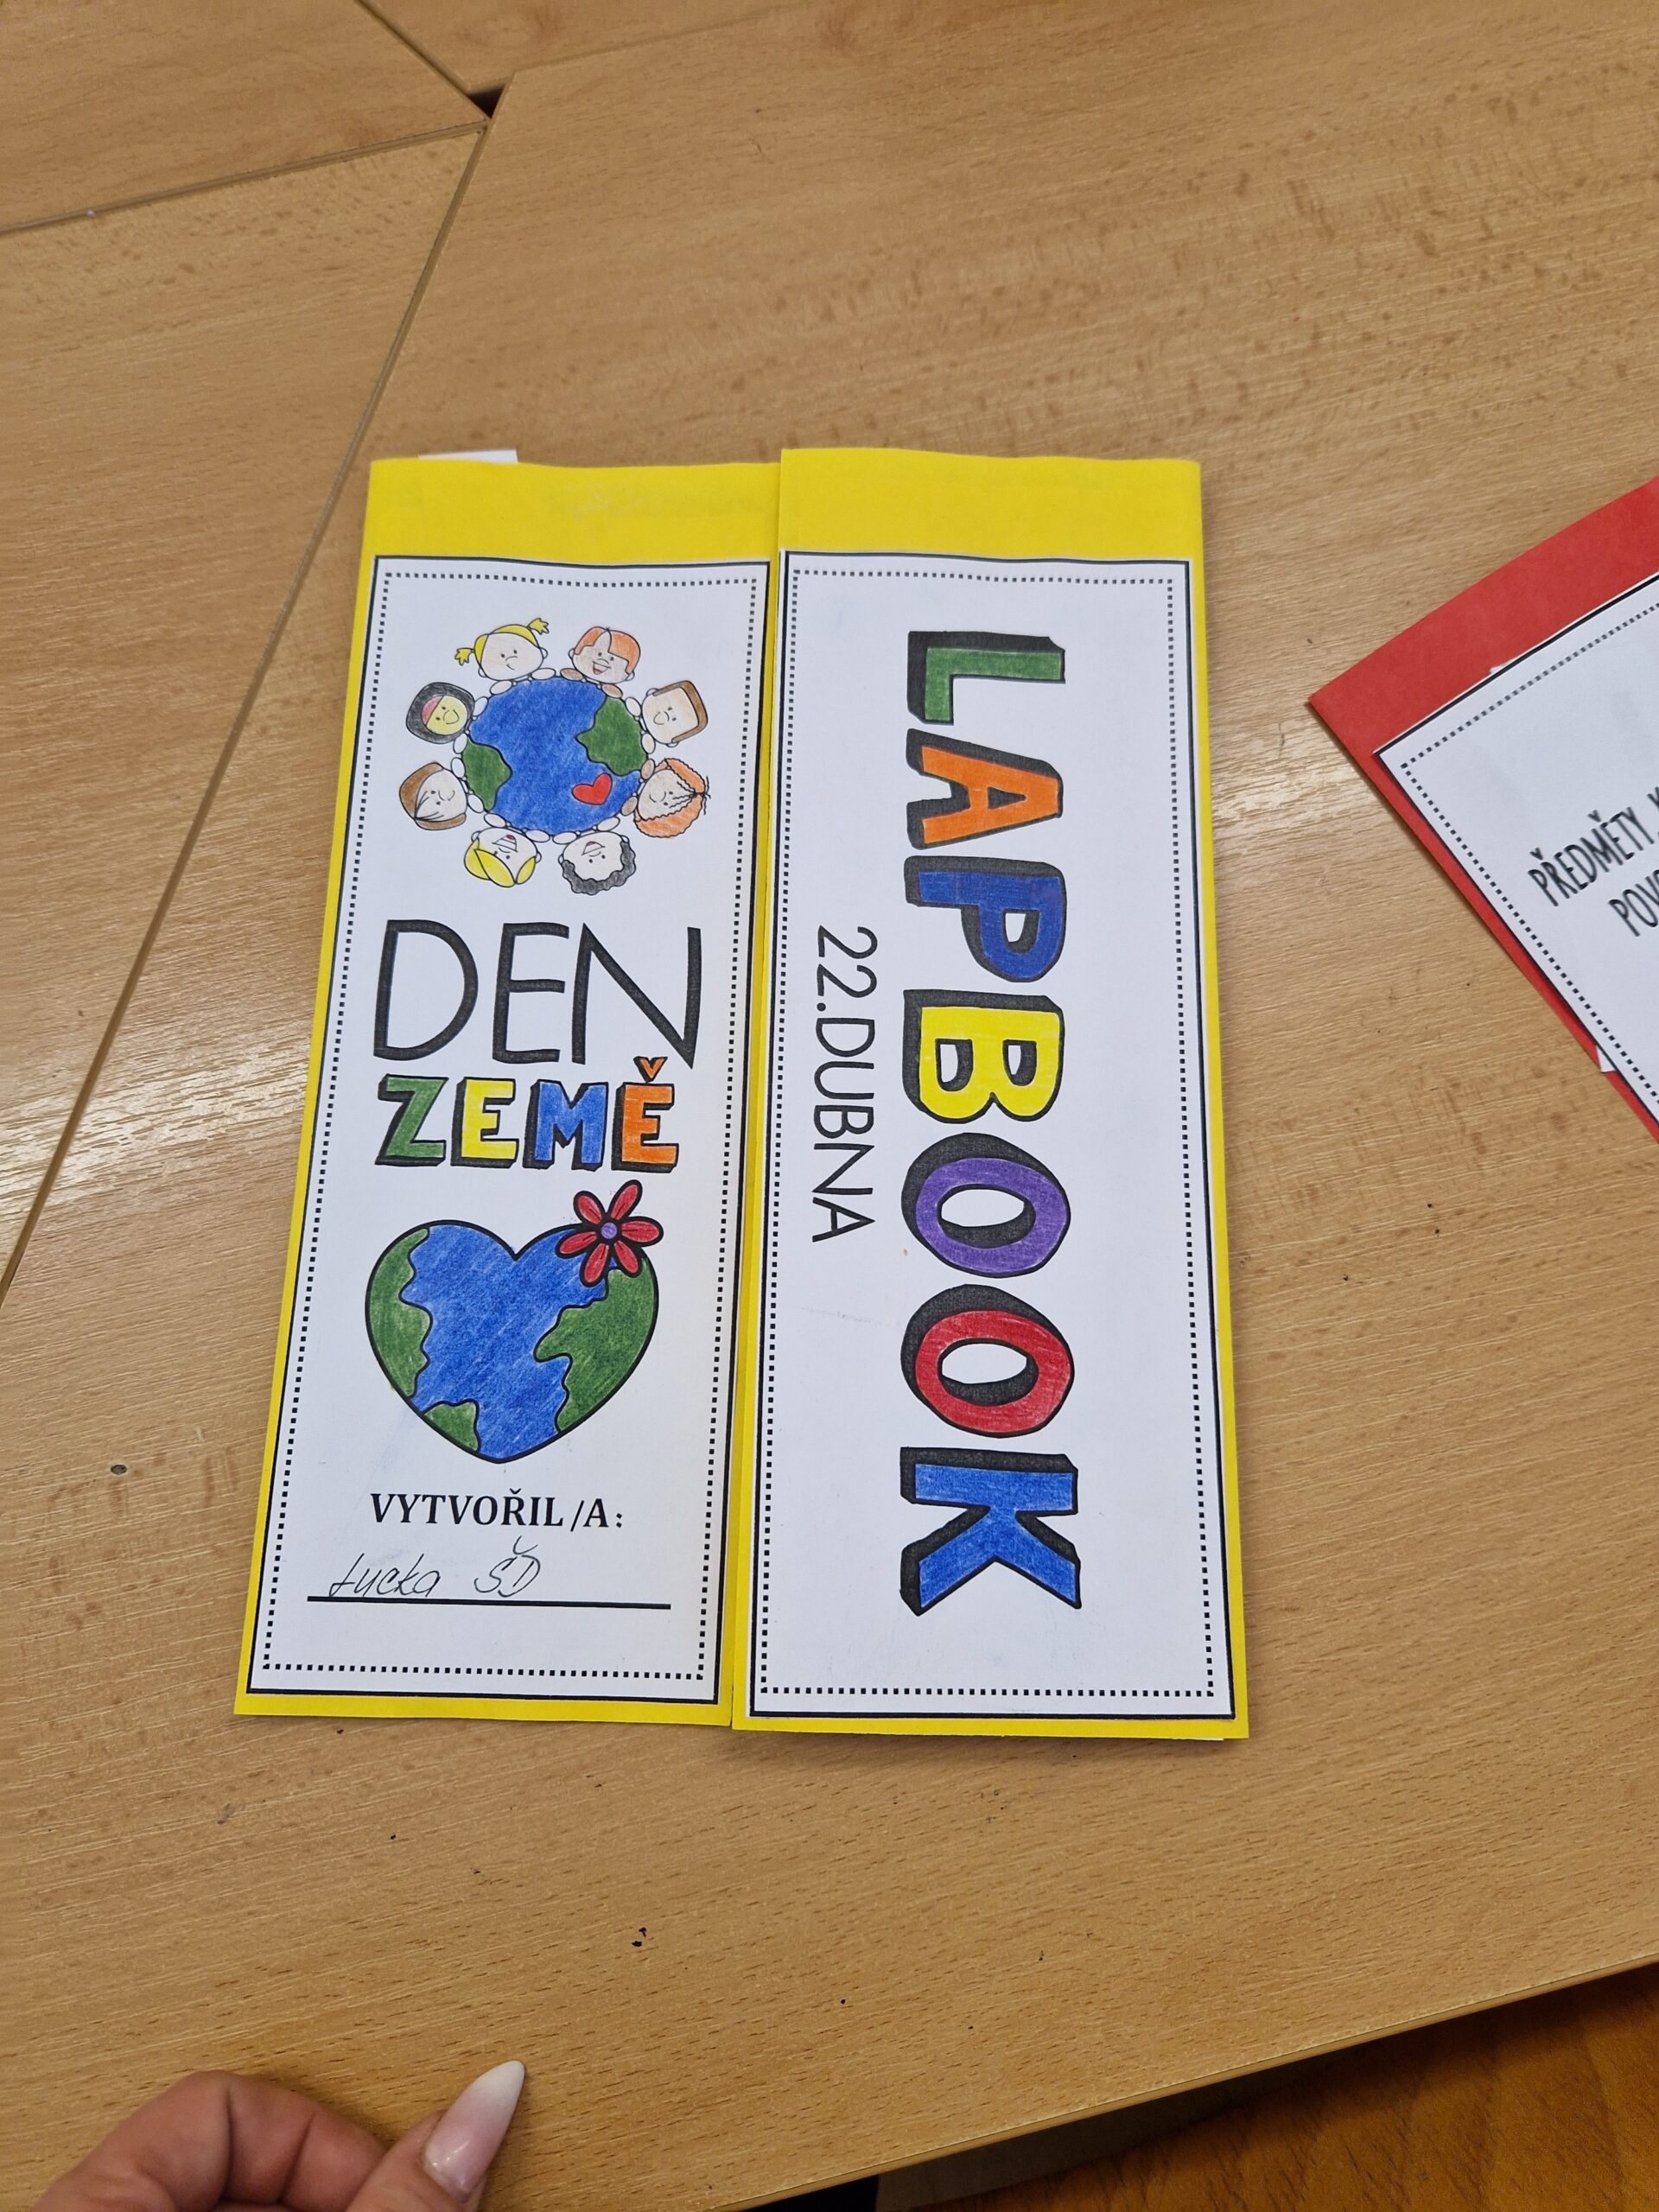 DEN
ZEMĚ
VYTVOŘIL/A:
Lucka ŠD
LAPBOOK
22.DUBNA
PŘEDMĚTY